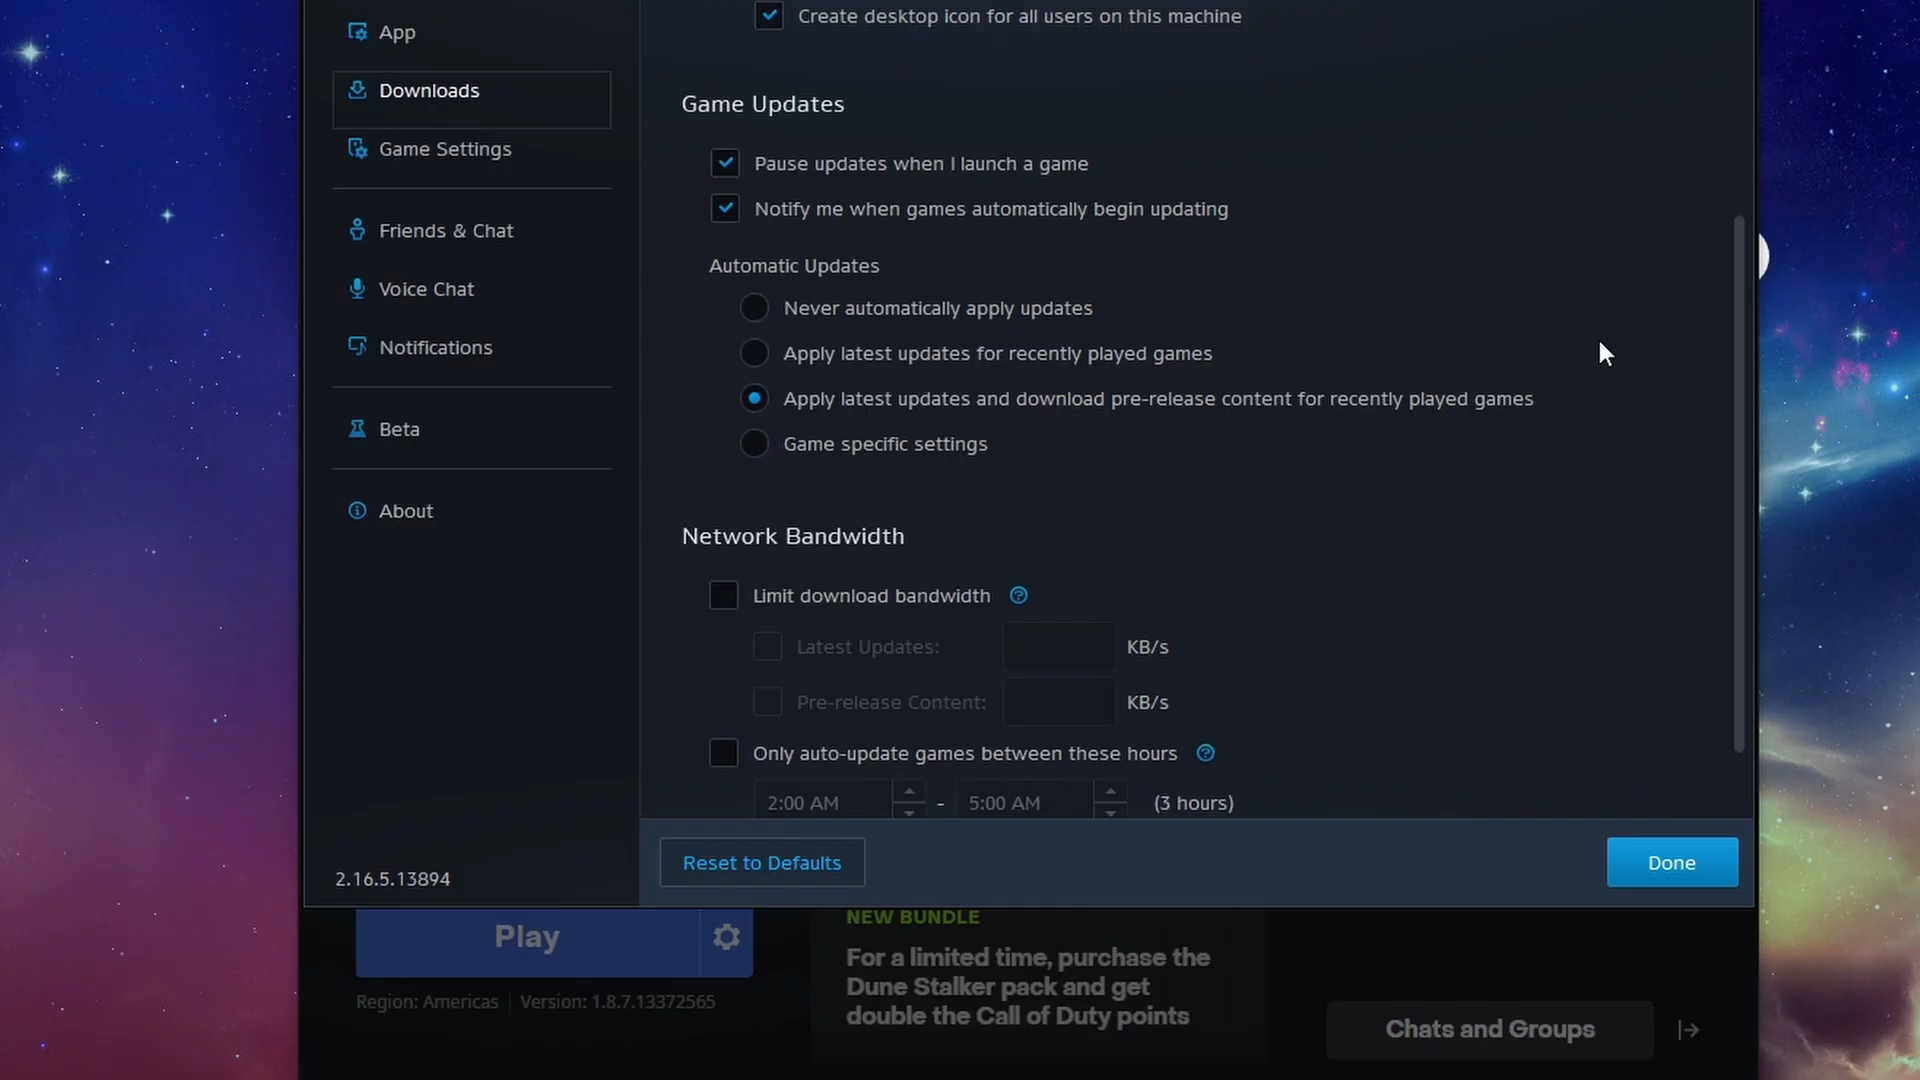 Create desktop icon for all users on this machine
App
Downloads
Game Settings
Friends & Chat
Voice Chat
Notifications
Beta
About
2.16.5.13894
Game Updates
Pause updates when I launch a game
Notify me when games automatically begin updating
Automatic Updates
Never automatically apply updates
Apply latest updates for recently played games
Apply latest updates and download pre-release content for recently played games
Game specific settings
Network Bandwidth
Limit download bandwidth
Latest Updates: KB/s
Pre-release Content: KB/s
Only auto-update games between these hours
2:00 AM - 5:00 AM (3 hours)
Reset to Defaults
Done
Play
Region: Americas Version: 1.8.7.13372565
NEW BUNDLE
For a limited time, purchase the
Dune Stalker pack and get
double the Call of Duty points
Chats and Groups